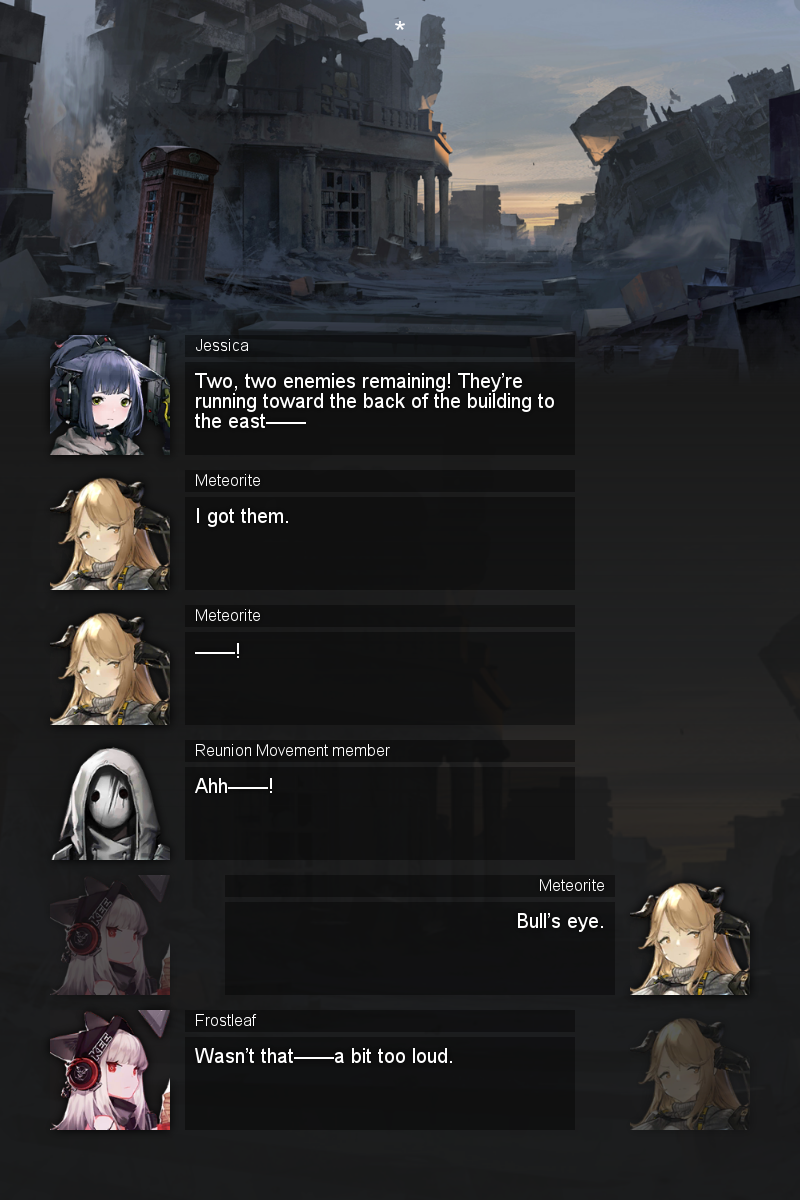 *
Jessica
Two, two enemies remaining! They're
running toward the back of the building to
the east——
Meteorite
I got them.
Meteorite
——!
Reunion Movement member
Ahh——!
Meteorite
Bull's eye.
Frostleaf
Wasn't that——a bit too loud.